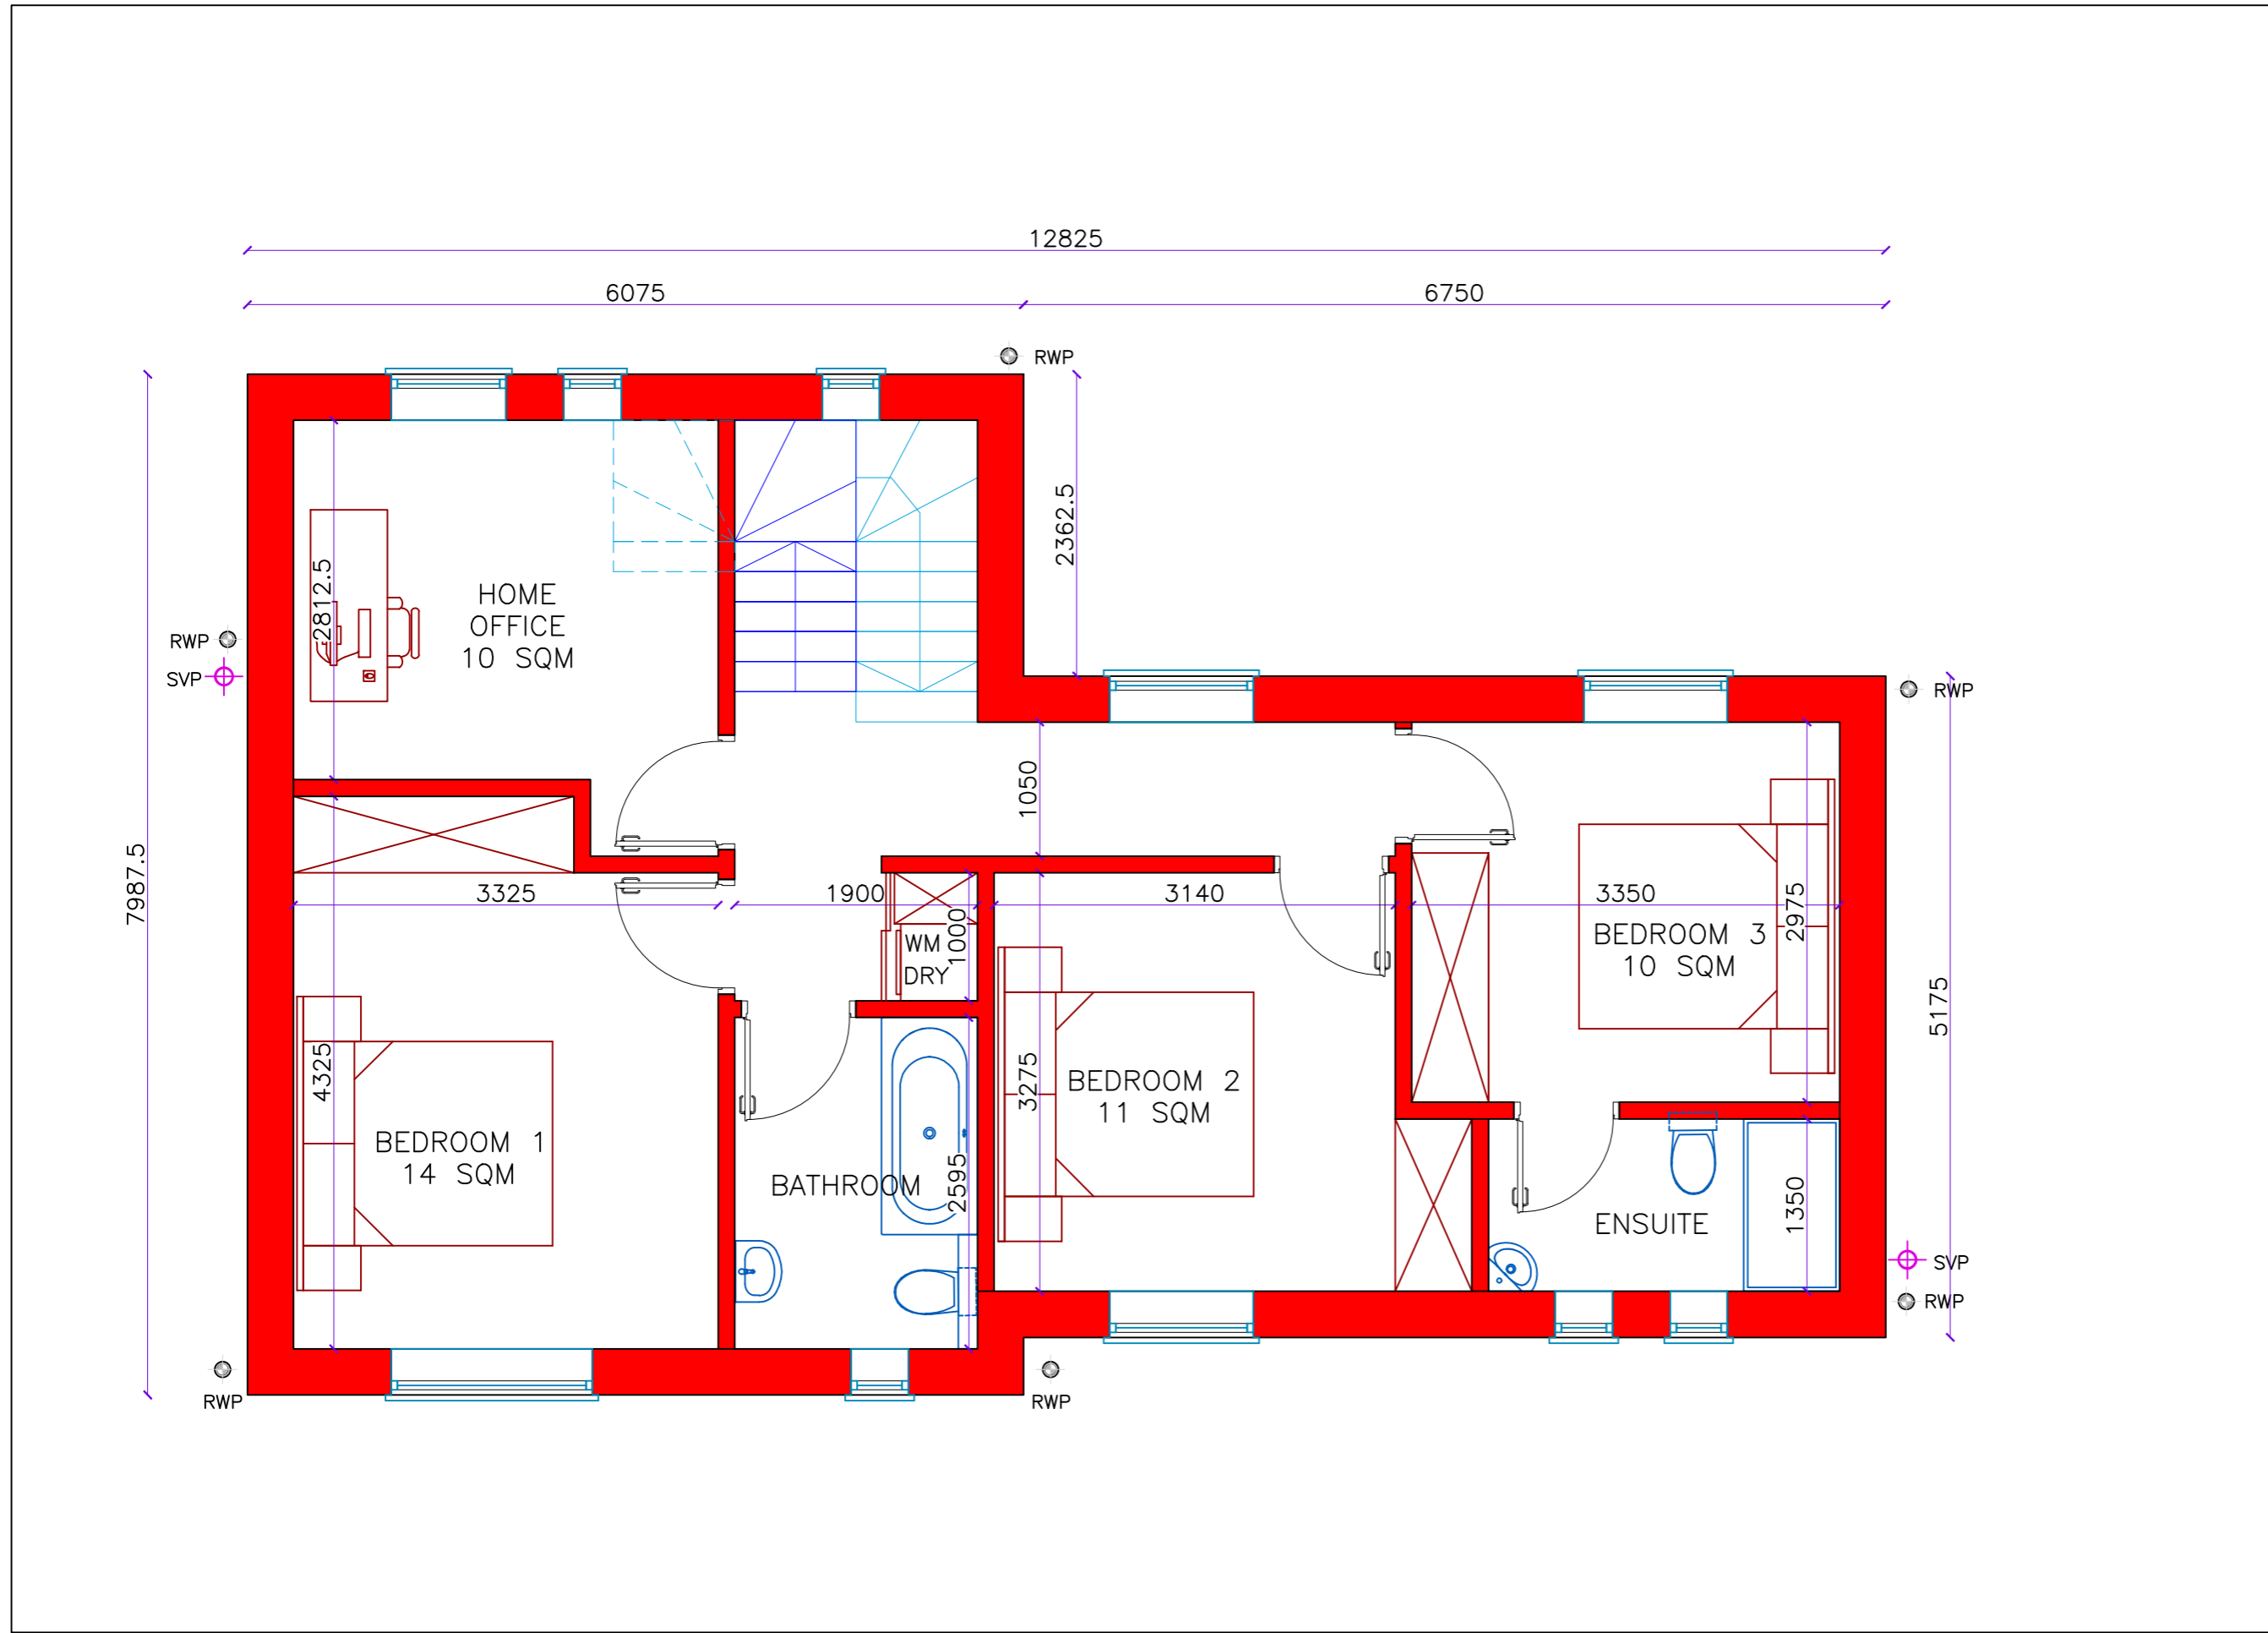 12825
6075
6750
RWP
2362.5
HOME
OFFICE
10 SQM
2812.5
RWP
SVP
RWP
7987.5
1050
3325
1900
3140
3350
2975
WM
DRY
1000
BEDROOM 3
10 SQM
5175
4325
BEDROOM 1
14 SQM
BATHROOM
2595
3275
BEDROOM 2
11 SQM
ENSUITE
1350
SVP
RWP
RWP
RWP